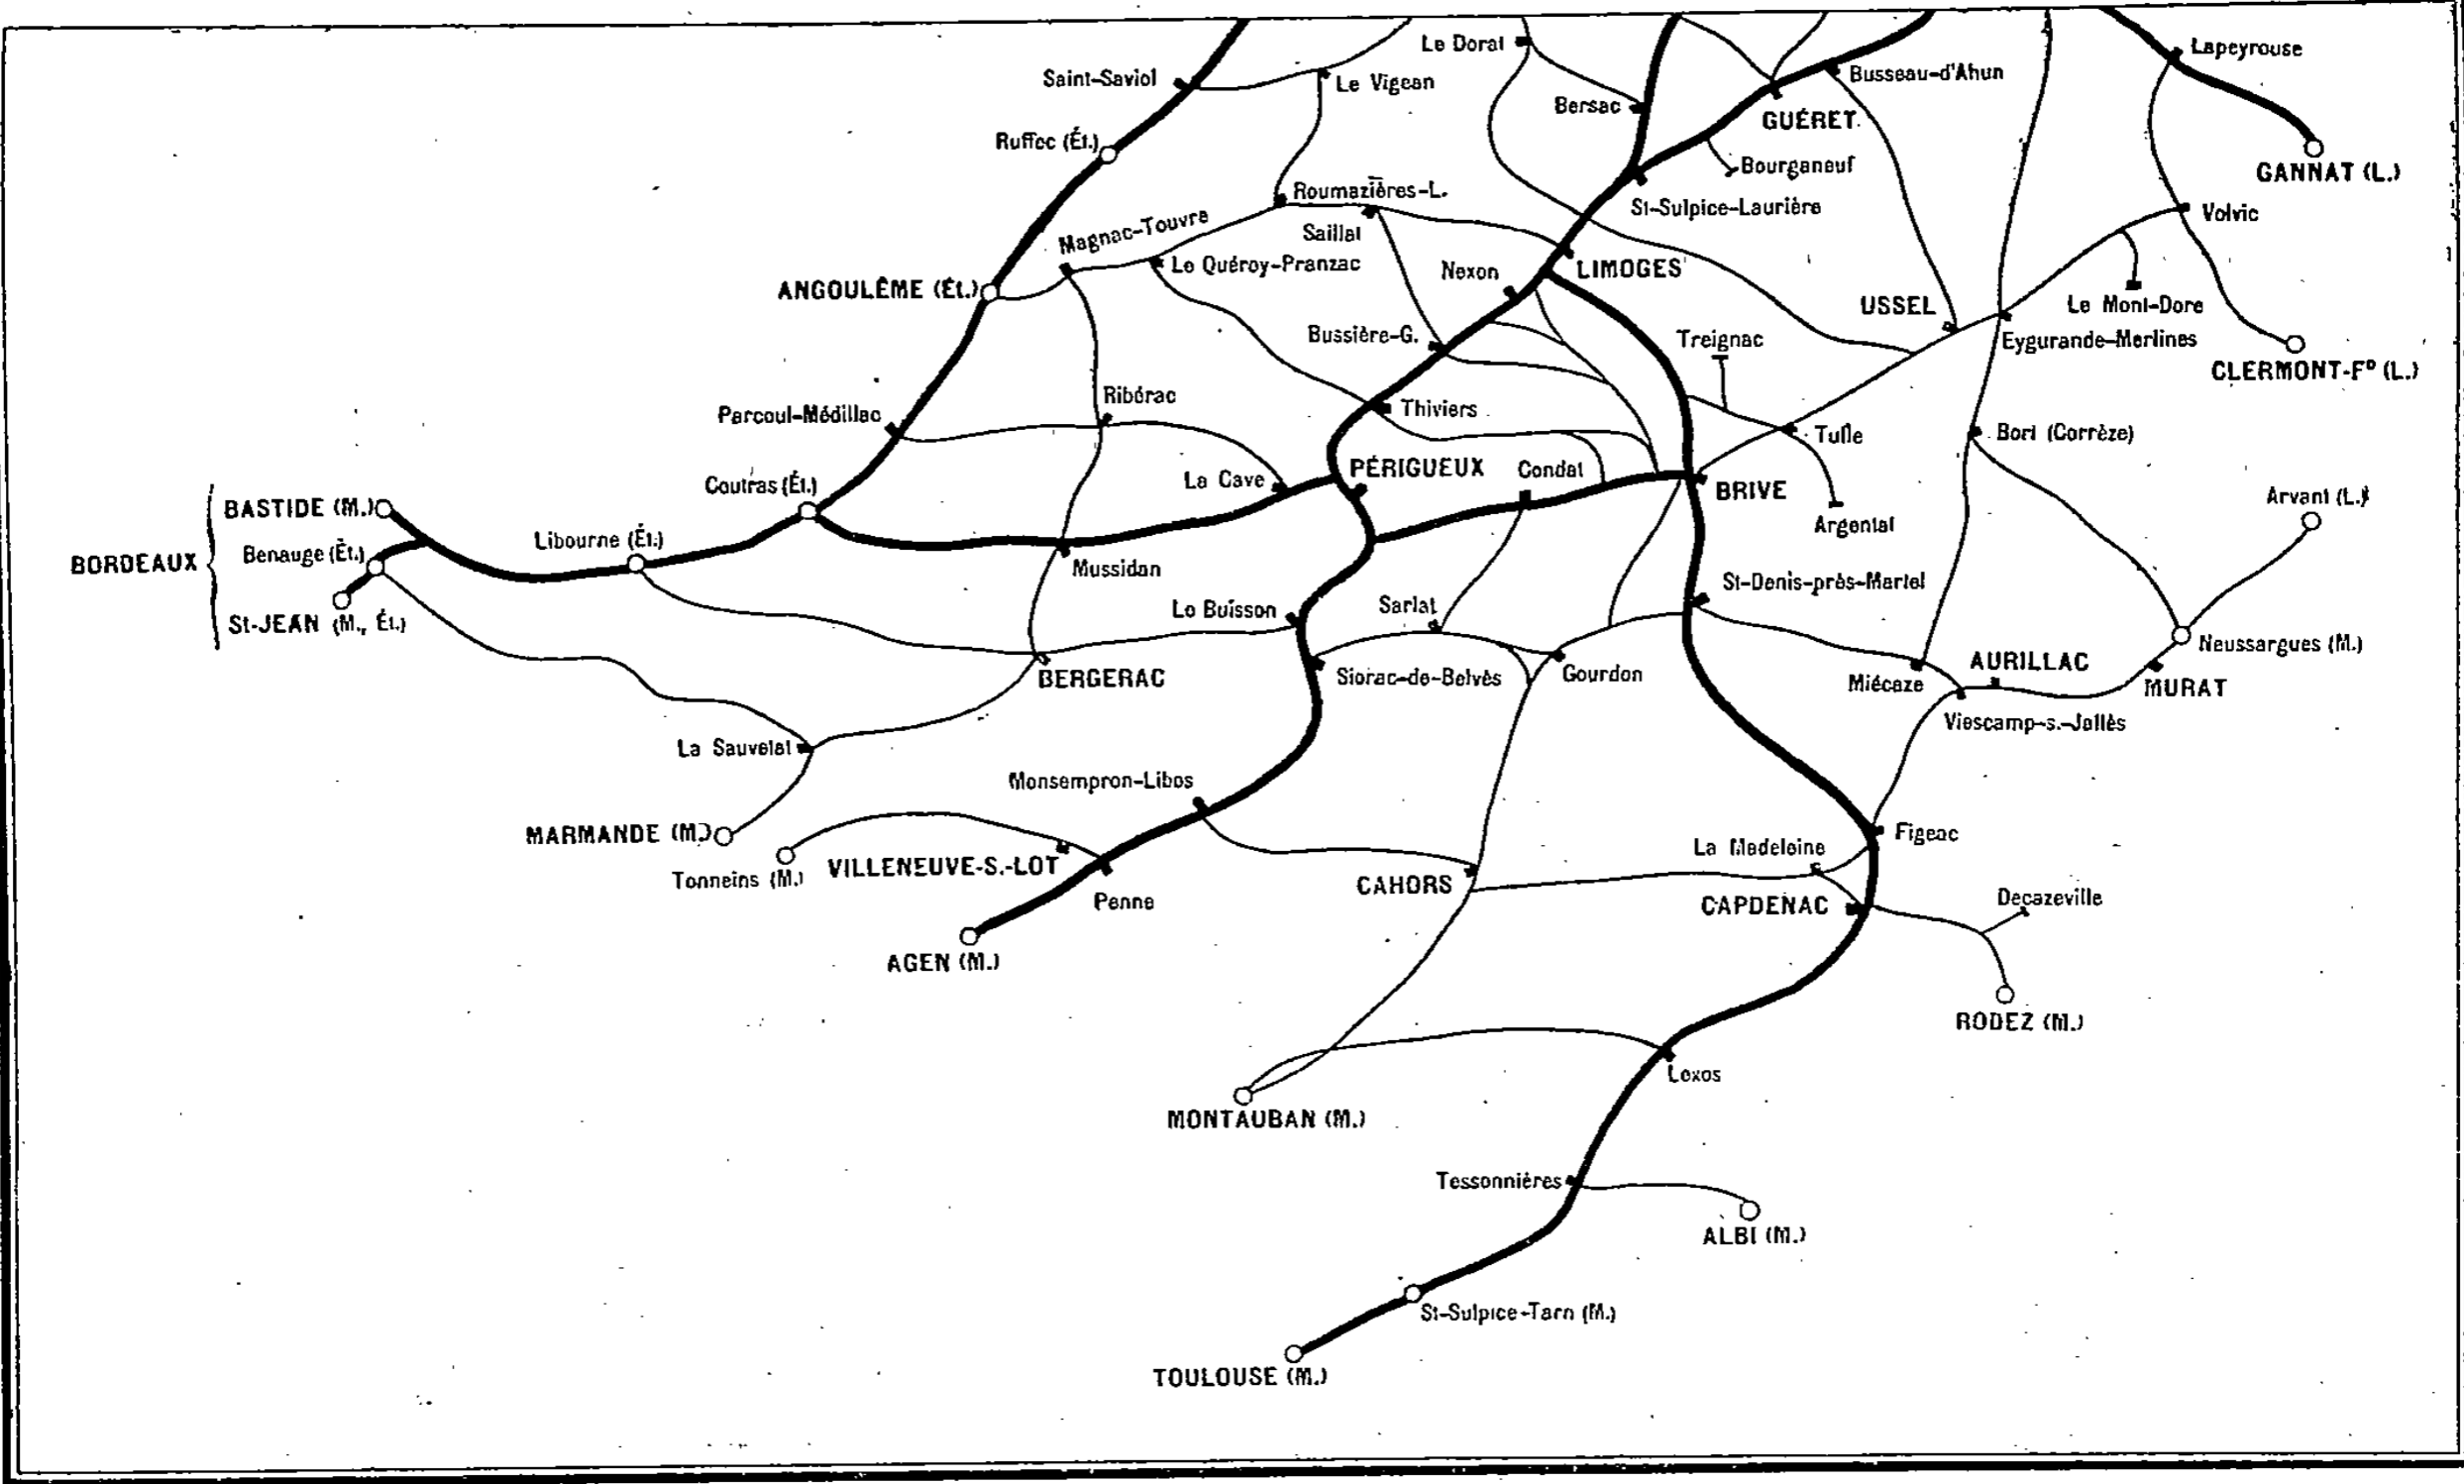 Le Dorat
Lapeyrouse
Saint-Saviol
Le Vigean
Busseau-d'Ahun
Bersac
GUÉRET
Ruffec (Ét.)
Bourganeuf
GANNAT (L.)
Roumazières-L.
St-Sulpice-Laurière
Volvic
Magnac-Touvre
Saillat
Le Quéroy-Pranzac
Nexon
LIMOGES
ANGOULÊME (Ét.)
USSEL
Le Mont-Dore
Bussière-G.
Treignac
Eygurande-Merlines
CLERMONT-Fᴰ (L.)
Ribérac
Parcoul-Médillac
Thiviers
Tulle
Bort (Corrèze)
PÉRIGUEUX
Condat
La Cave
Coutras (Ét.)
BRIVE
Arvant (L.)
BASTIDE (M.)
Argentat
Libourne (Ét.)
Benauge (Ét.)
BORDEAUX
Mussidan
St-Denis-près-Martel
Le Buisson
Sarlat
St-JEAN (M., Ét.)
Neussargues (M.)
AURILLAC
BERGERAC
Siorac-de-Belvès
Gourdon
Miécaze
MURAT
Viescamp-s.-Jallès
La Sauvetat
Monsempron-Libos
MARMANDE (M.)
Figeac
La Madeleine
VILLENEUVE-S.-LOT
Tonneins (M.)
CAHORS
Penne
CAPDENAC
Decazeville
AGEN (M.)
RODEZ (M.)
Lexos
MONTAUBAN (M.)
Tessonnières
ALBI (M.)
St-Sulpice-Tarn (M.)
TOULOUSE (M.)